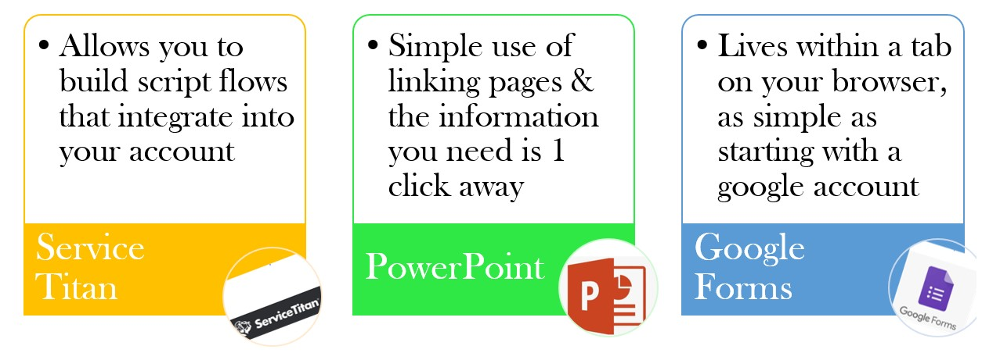 • Allows you to
build script flows
that integrate into
your account
Service
Titan
ServiceTitan
• Simple use of
linking pages &
the information
you need is 1
click away
PowerPoint
P
• Lives within a tab
on your browser,
as simple as
starting with a
google account
Google
Forms
Google Forms